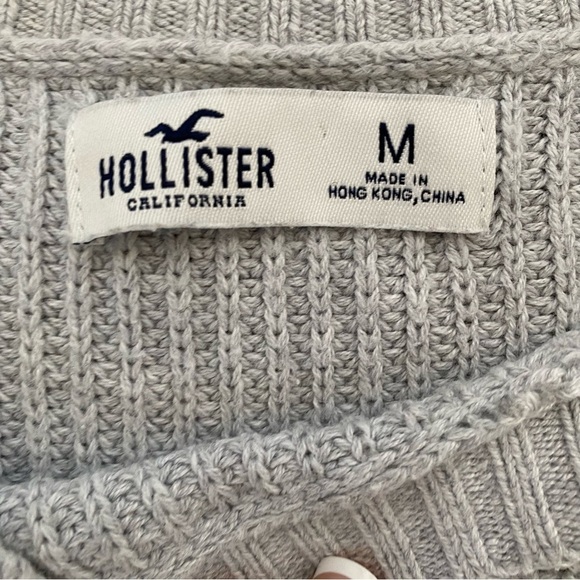 HOLLISTER
CALIFORNIA
M
MADE IN
HONG KONG, CHINA